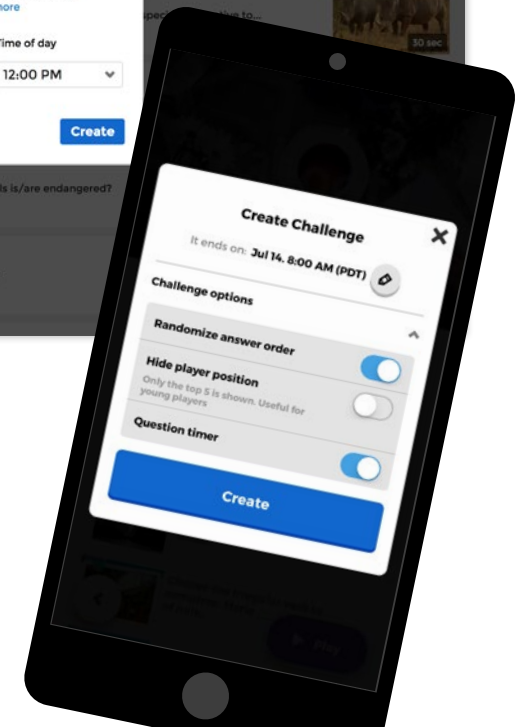 more
Time of day
12:00 PM
Create
30 sec
ls is/are endangered?
Create Challenge
It ends on: Jul 14. 8:00 AM (PDT)
Challenge options
Randomize answer order
Hide player position
Only the top 5 is shown. Useful for
young players
Question timer
Create
Play